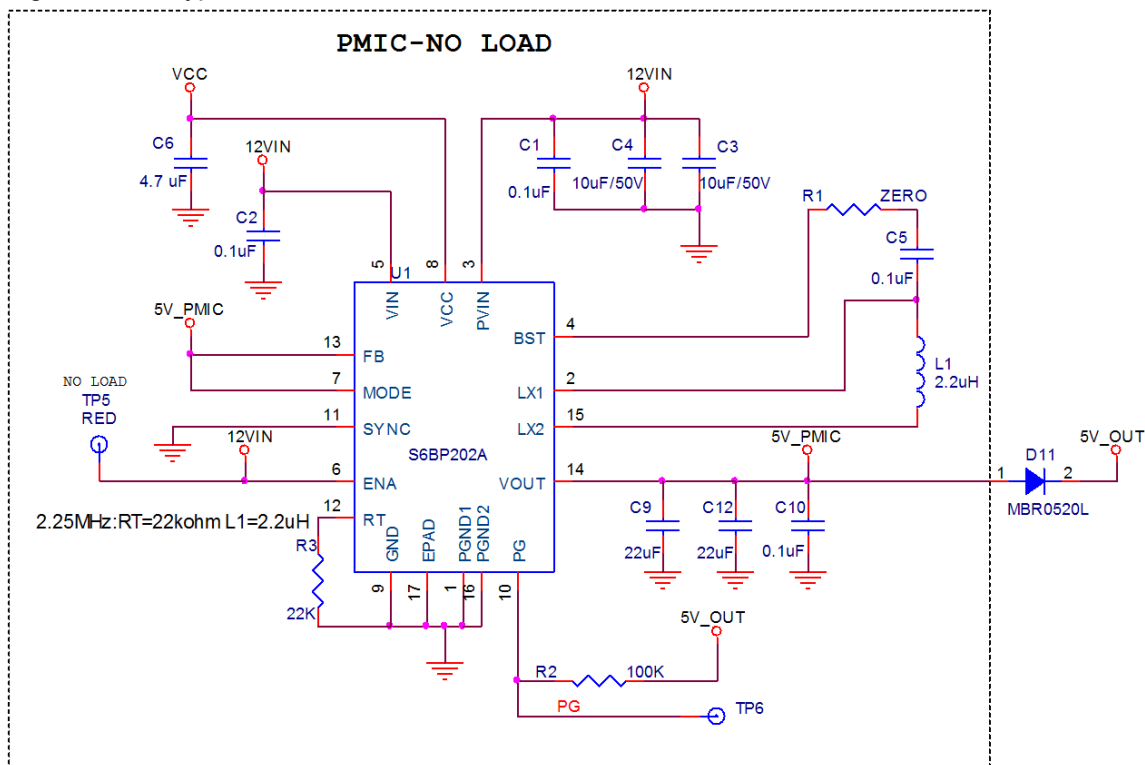 PMIC-NO LOAD
VCC
12VIN
C6
4.7 uF
12VIN
C2
0.1uF
C1
0.1uF
C4
10uF/50V
C3
10uF/50V
R1
ZERO
C5
0.1uF
5
8
3
U1
VIN
VCC
PVIN
5V_PMIC
13
FB
BST
4
7
MODE
LX1
2
L1
2.2uH
NO LOAD
TP5
RED
11
SYNC
LX2
15
12VIN
S6BP202A
5V_PMIC
5V_OUT
6
ENA
VOUT
14
1
D11
2
MBR0520L
2.25MHz:RT=22kohm L1=2.2uH
12
RT
C9
22uF
C12
22uF
C10
0.1uF
R3
22K
GND
EPAD
PGND1
PGND2
PG
9
17
1
16
10
5V_OUT
R2
100K
PG
TP6